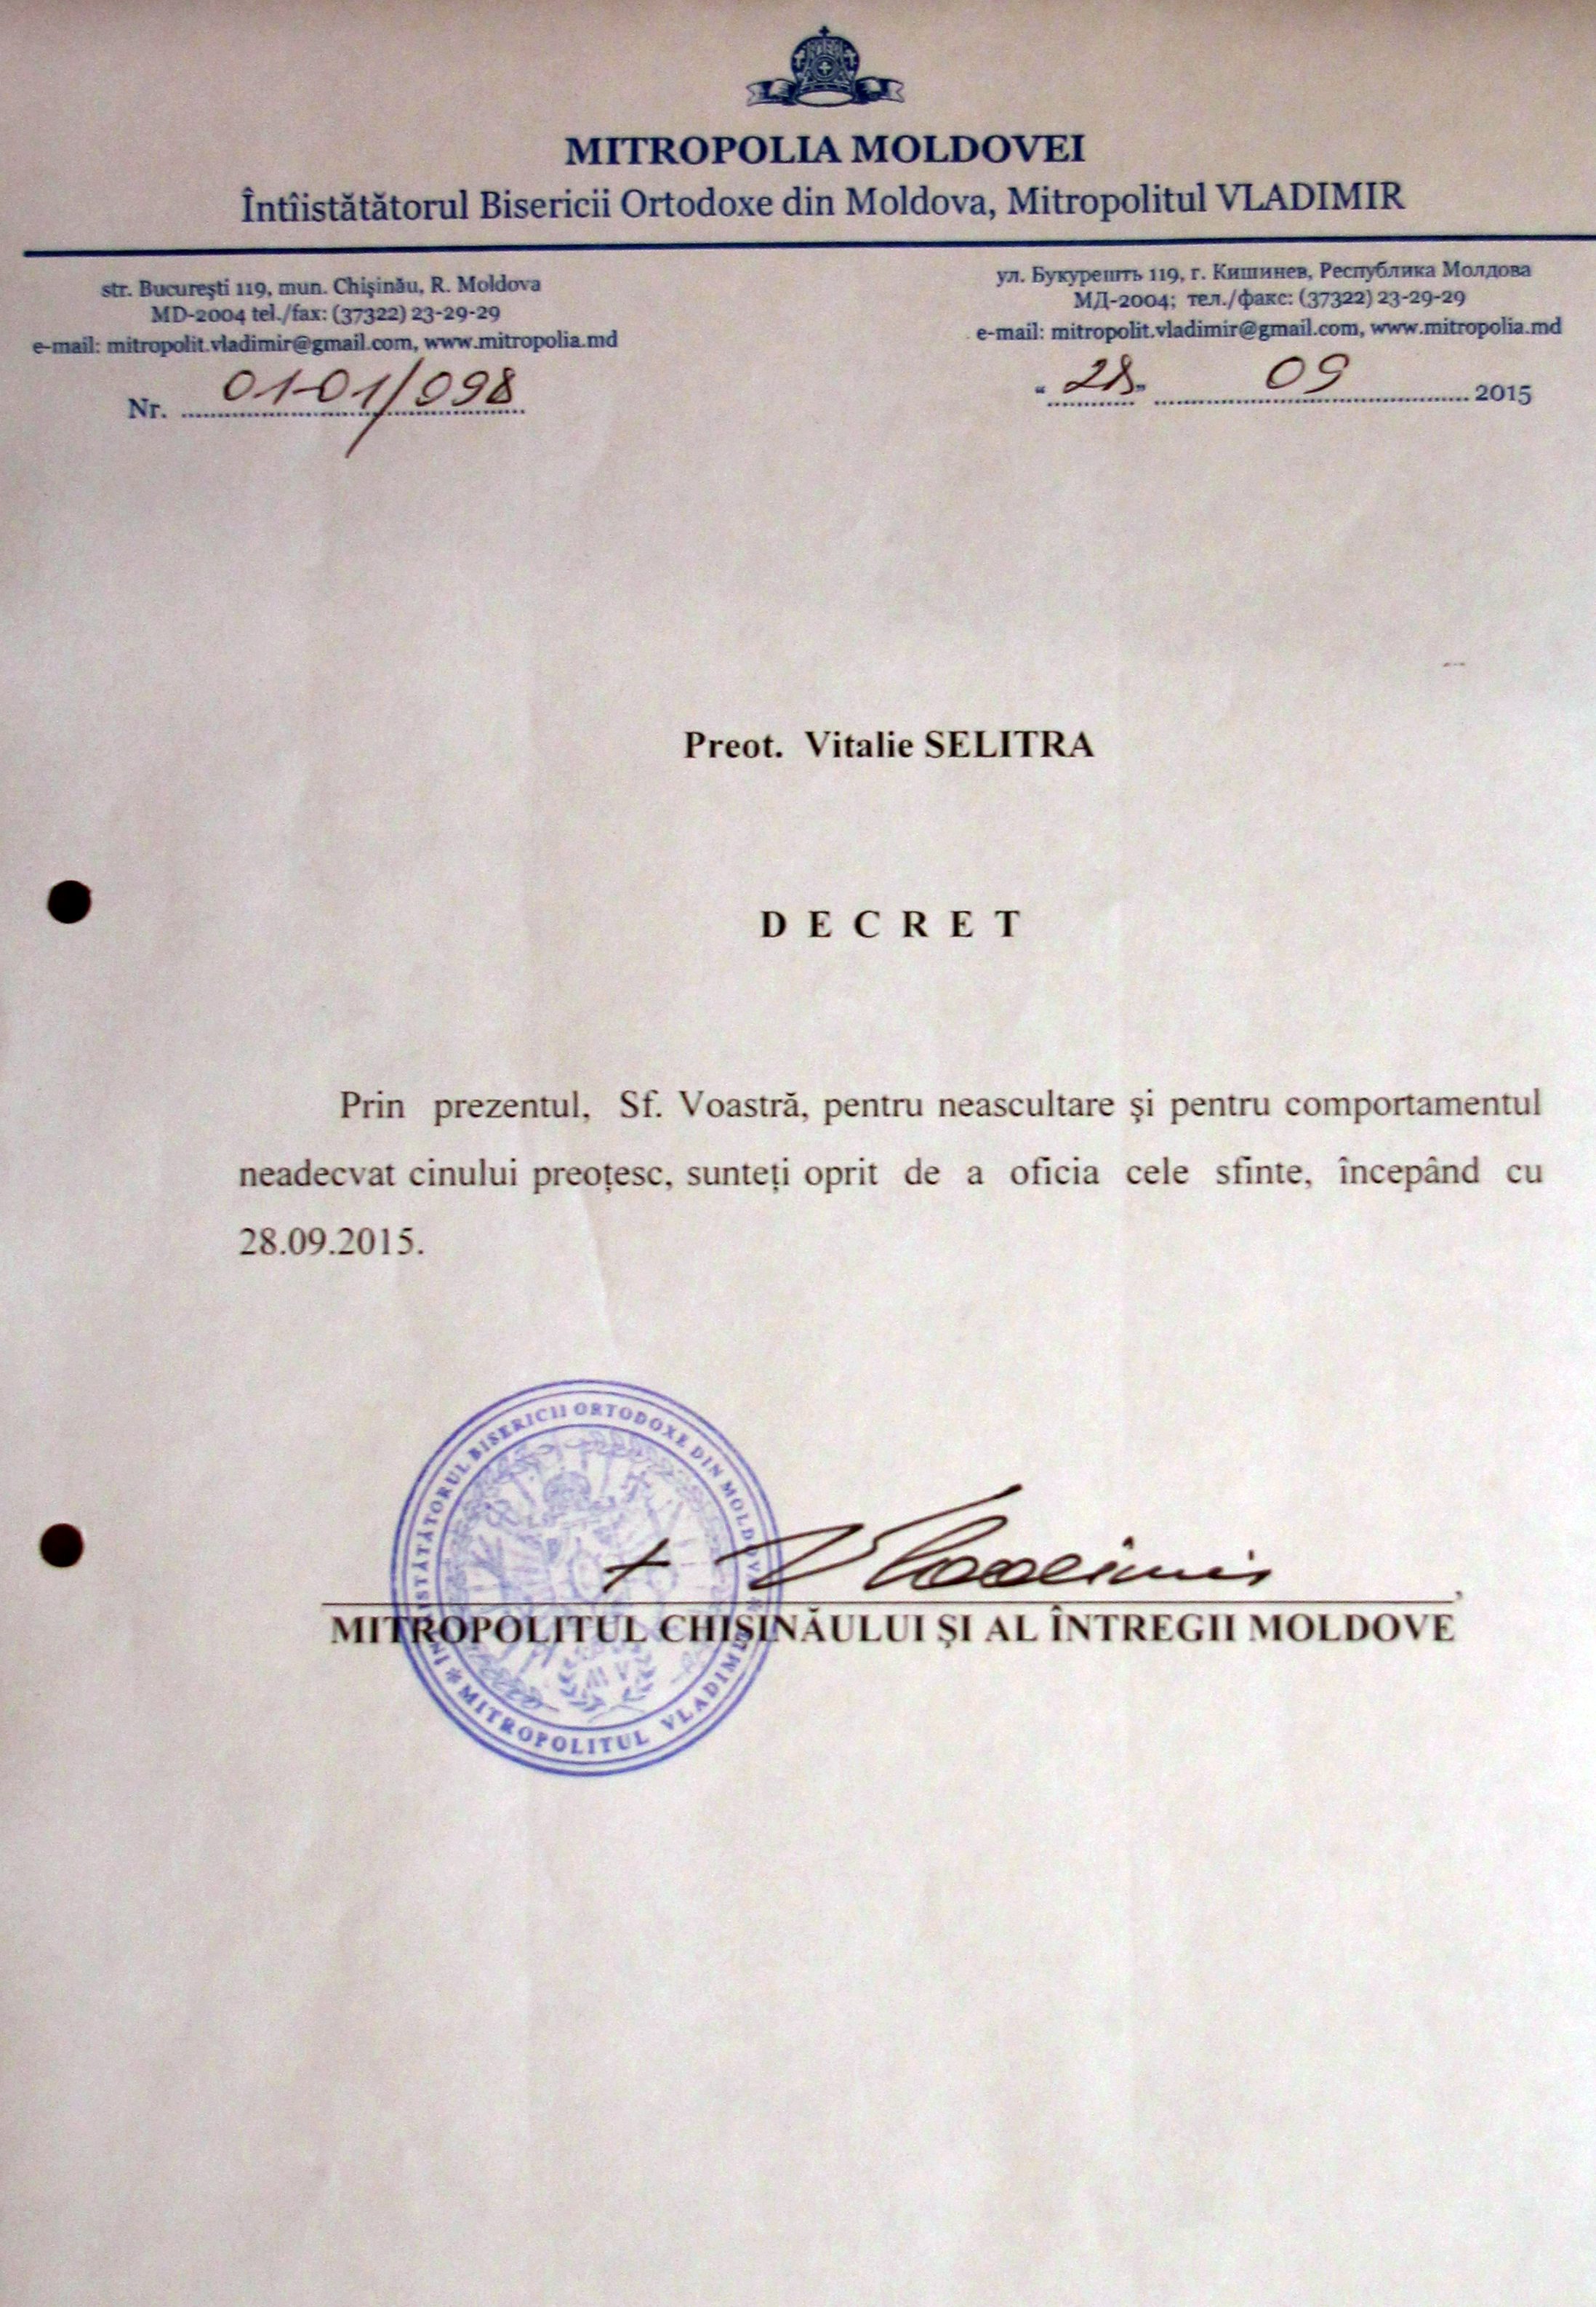 MITROPOLIA MOLDOVEI
Întîistătătorul Bisericii Ortodoxe din Moldova, Mitropolitul VLADIMIR
str. Bucureşti 119, mun. Chişinău, R. Moldova
MD-2004 tel./fax: (37322) 23-29-29
e-mail: mitropolit.vladimir@gmail.com, www.mitropolia.md
Nr. 01-01/098
ул. Букурешть 119, г. Кишинев, Республика Молдова
МД-2004; тел./факс: (37322) 23-29-29
e-mail: mitropolit.vladimir@gmail.com, www.mitropolia.md
"28" 09 2015
Preot. Vitalie SELITRA
D E C R E T
Prin prezentul, Sf. Voastră, pentru neascultare şi pentru comportamentul
neadecvat cinului preoţesc, sunteţi oprit de a oficia cele sfinte, începând cu
28.09.2015.
+ Vladimir
MITROPOLITUL CHIŞINĂULUI ŞI AL ÎNTREGII MOLDOVE
BISERICII ORTODOXE DIN
MITROPOLITUL VLADIMIR